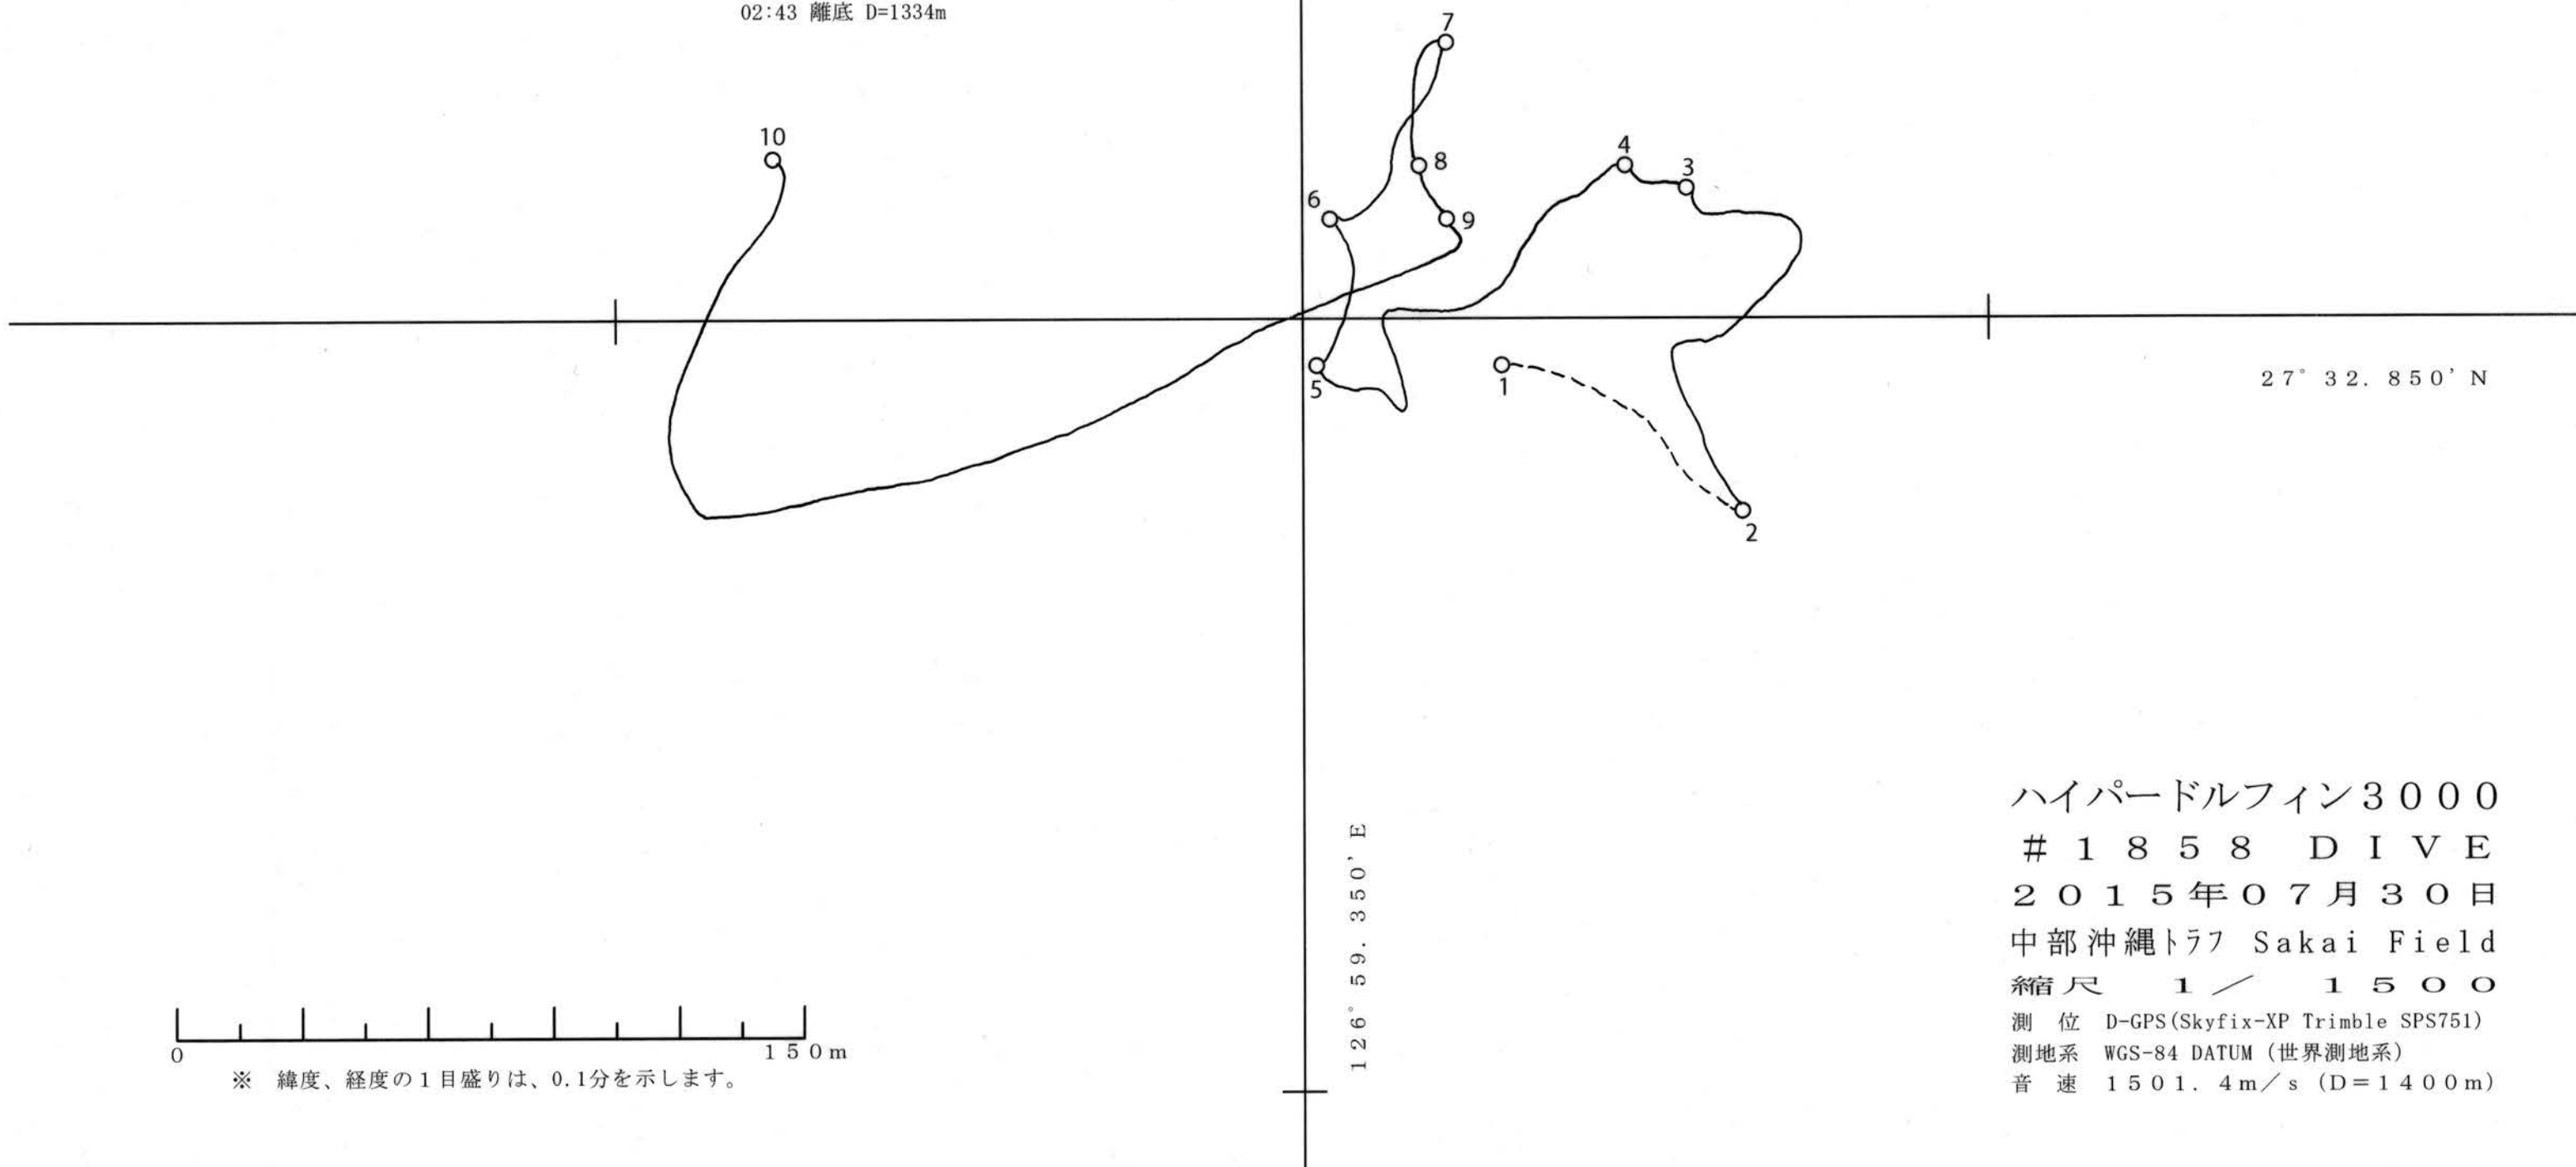 02:43 離底 D=1334m
7
10
4
8
3
6
9
5
1
27°32.850'N
2
126°59.350'E
ハイパードルフィン3000
#1858 DIVE
2015年07月30日
中部沖縄トラフ Sakai Field
縮尺 1/ 1500
測 位 D-GPS(Skyfix-XP Trimble SPS751)
測地系 WGS-84 DATUM (世界測地系)
音 速 1501.4m/s (D=1400m)
0 150m
※ 緯度、経度の1目盛りは、0.1分を示します。